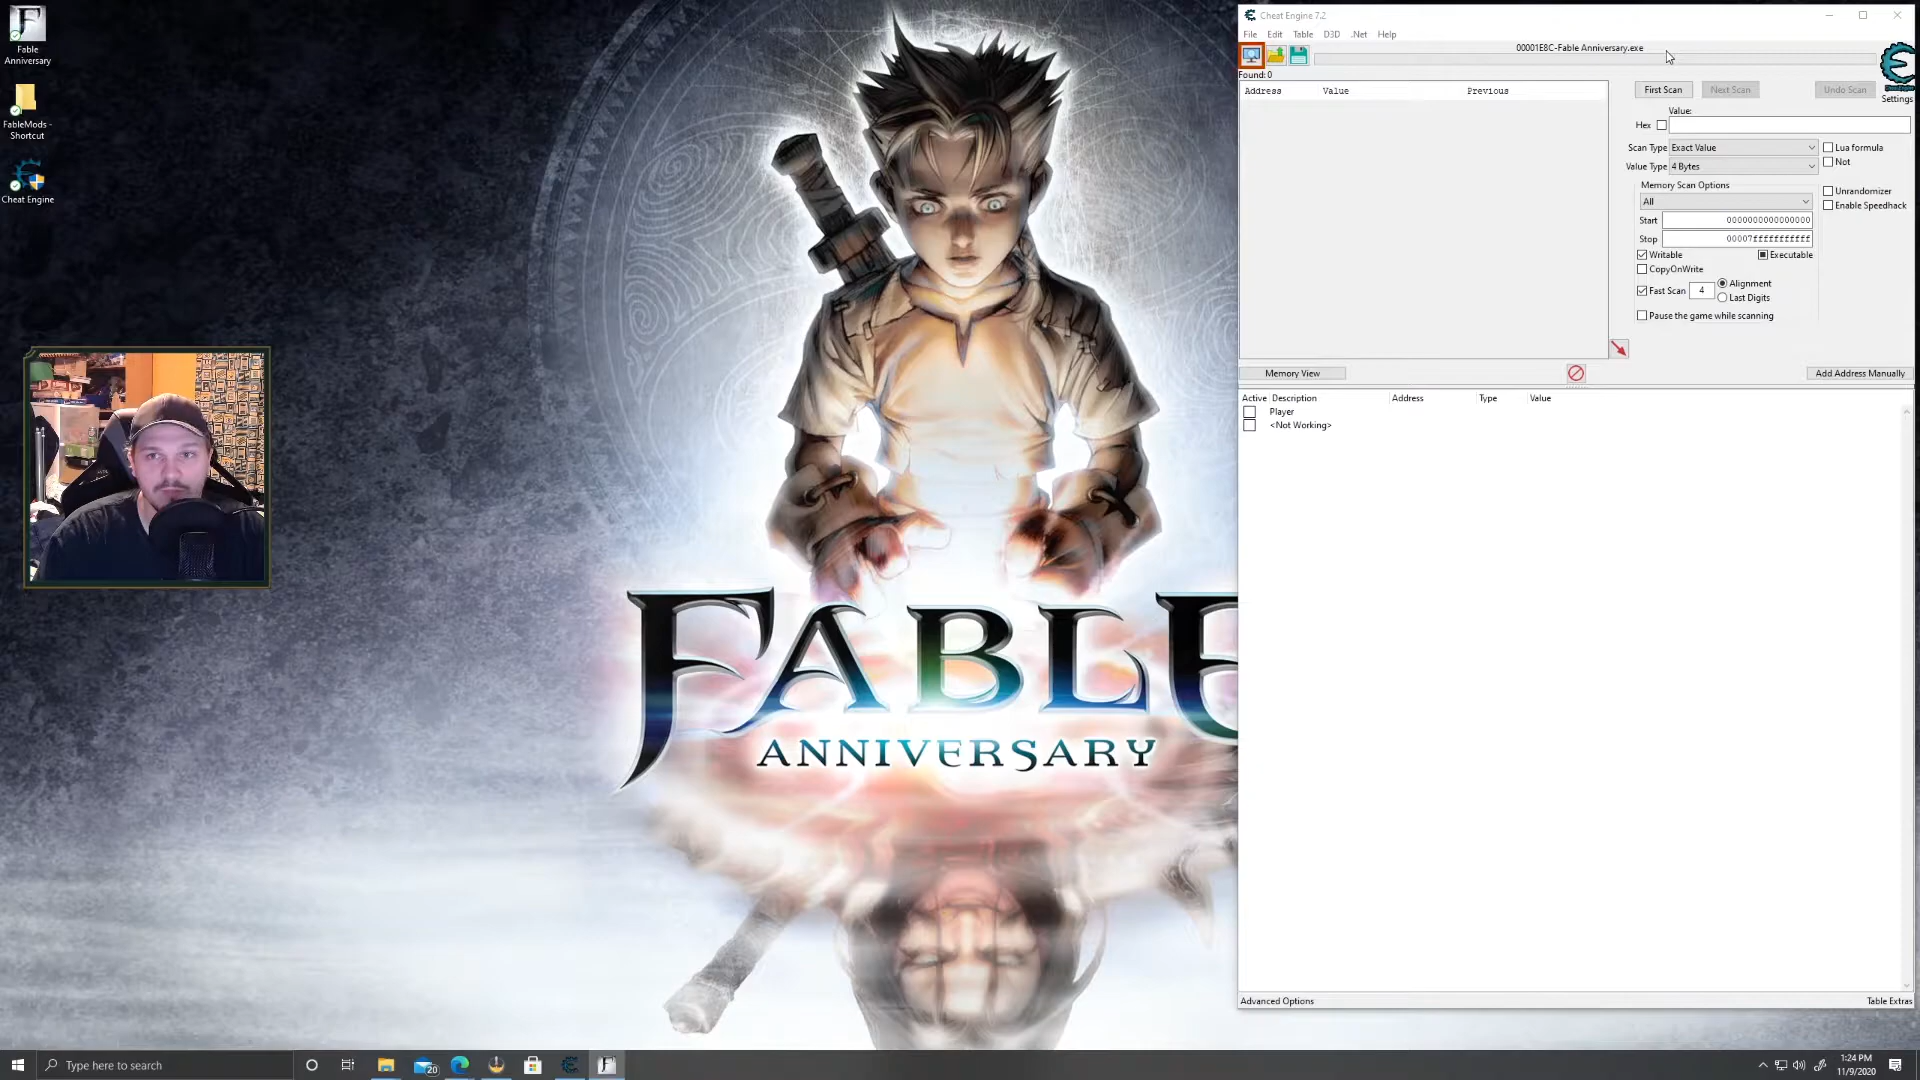 Fable
Anniversary
FableMods -
Shortcut
Cheat Engine
FABLE
ANNIVERSARY
Cheat Engine 7.2
File Edit Table D3D .Net Help
00001E8C-Fable Anniversary.exe
Found: 0
Address Value Previous
First Scan Next Scan Undo Scan
Settings
Value:
Hex
Scan Type Exact Value Lua formula
Not
Value Type 4 Bytes
Memory Scan Options
All
Unrandomizer
Enable Speedhack
Start 0000000000000000
Stop 00007fffffffffff
Writable Executable
CopyOnWrite
Fast Scan 4 Alignment
Last Digits
Pause the game while scanning
Memory View Add Address Manually
Active Description Address Type Value
Player
<Not Working>
Advanced Options Table Extras
Type here to search
20
1:24 PM
11/9/2020